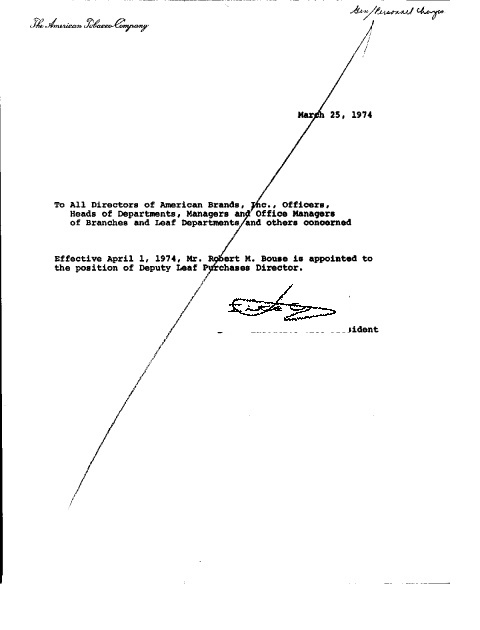 Gen/Personnel Changes
The American Tobacco Company
March 25, 1974
To All Directors of American Brands, Inc., Officers,
Heads of Departments, Managers and Office Managers
of Branches and Leaf Departments and others concerned
Effective April 1, 1974, Mr. Robert M. Bouse is appointed to
the position of Deputy Leaf Purchases Director.
sident